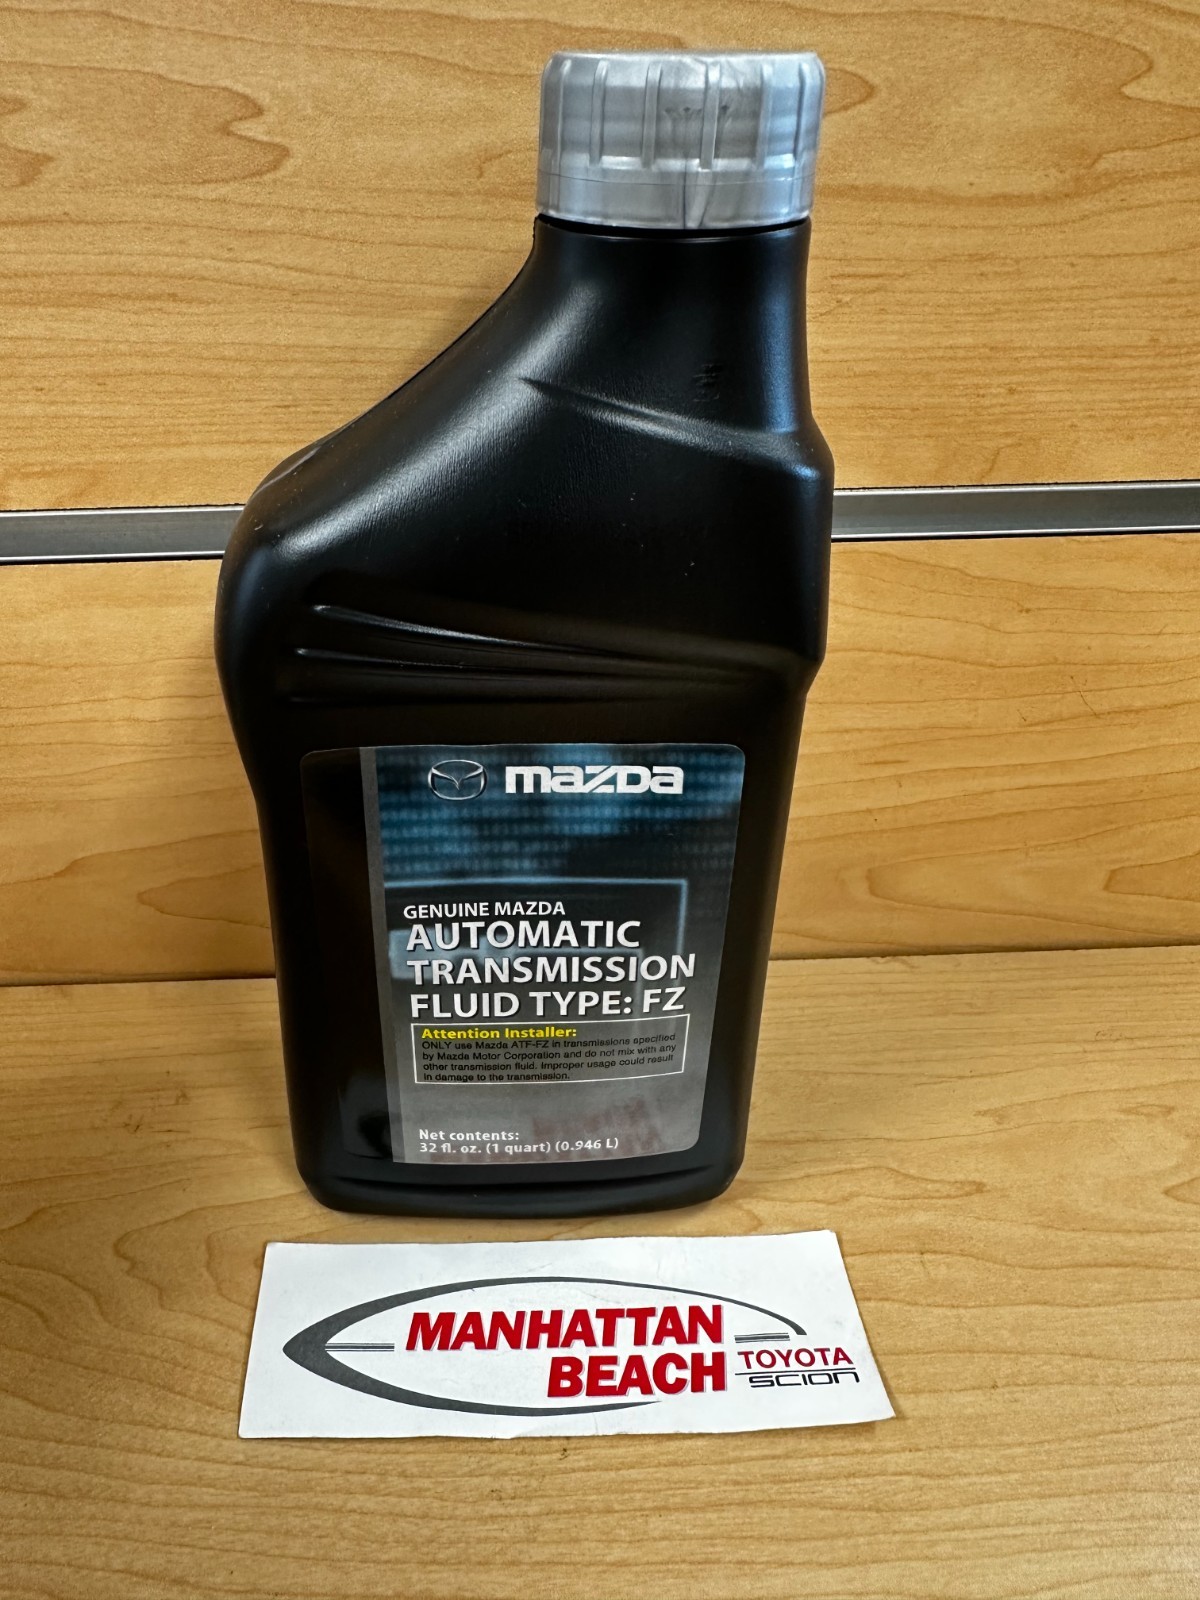 mazda
GENUINE MAZDA
AUTOMATIC
TRANSMISSION
FLUID TYPE: FZ
Attention Installer:
ONLY use Mazda ATF-FZ in transmissions specified
by Mazda Motor Corporation and do not mix with any
other transmission fluid. Improper usage could result
in damage to the transmission.
Net contents:
32 fl. oz. (1 quart) (0.946 L)
MANHATTAN
BEACH
TOYOTA
SCION